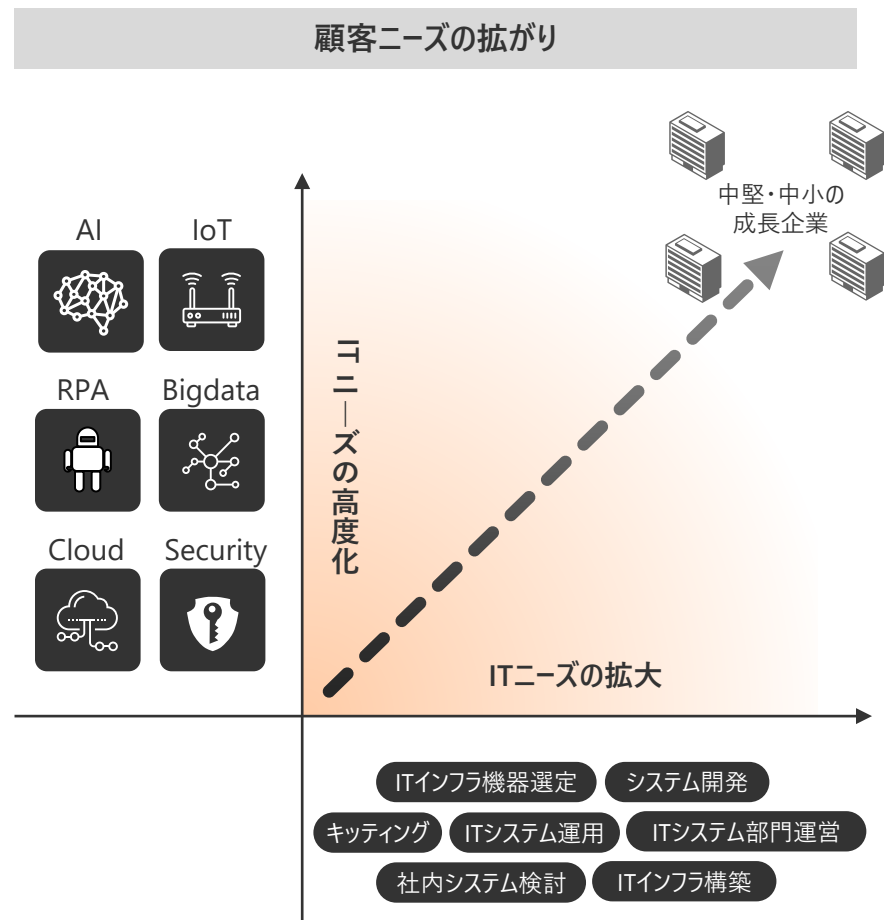 顧客ニーズの拡がり
中堅・中小の
成長企業
AI
IoT
RPA
Bigdata
Cloud
Security
ITニーズの高度化
ITニーズの拡大
ITインフラ機器選定
システム開発
キッティング
ITシステム運用
ITシステム部門運営
社内システム検討
ITインフラ構築